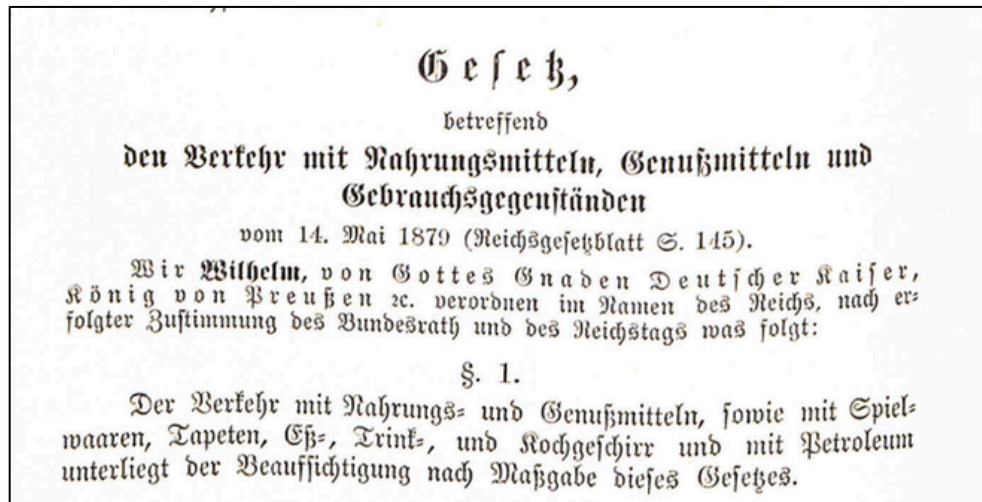 Gesetz,
betreffend
den Verkehr mit Nahrungsmitteln, Genußmitteln und
Gebrauchsgegenständen
vom 14. Mai 1879 (Reichsgesetzblatt S. 145).
Wir Wilhelm, von Gottes Gnaden Deutscher Kaiser,
König von Preußen ꝛc. verordnen im Namen des Reichs, nach er⸗
folgter Zustimmung des Bundesrath und des Reichstags was folgt:
§. 1.
Der Verkehr mit Nahrungs⸗ und Genußmitteln, sowie mit Spiel⸗
waaren, Tapeten, Eß⸗, Trink⸗, und Kochgeschirr und mit Petroleum
unterliegt der Beaufsichtigung nach Maßgabe dieses Gesetzes.